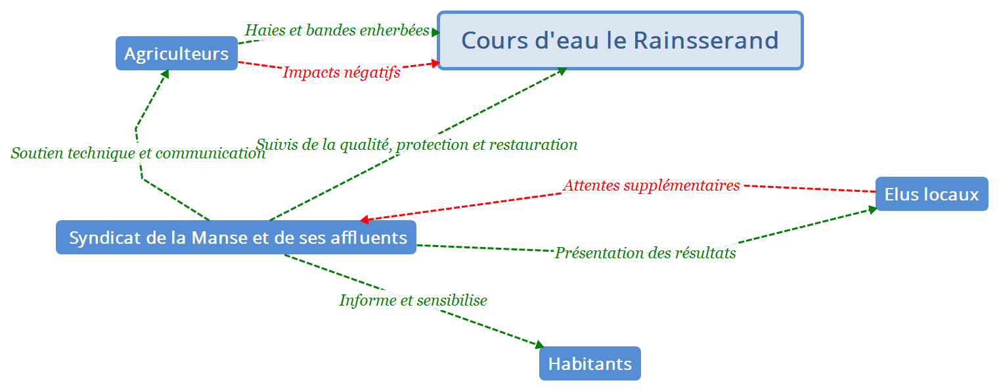 Haies et bandes enherbées
Cours d'eau le Rainsserand
Agriculteurs
Impacts négatifs
Suivis de la qualité, protection et restauration
Soutien technique et communication
Attentes supplémentaires
Elus locaux
Syndicat de la Manse et de ses affluents
Présentation des résultats
Informe et sensibilise
Habitants